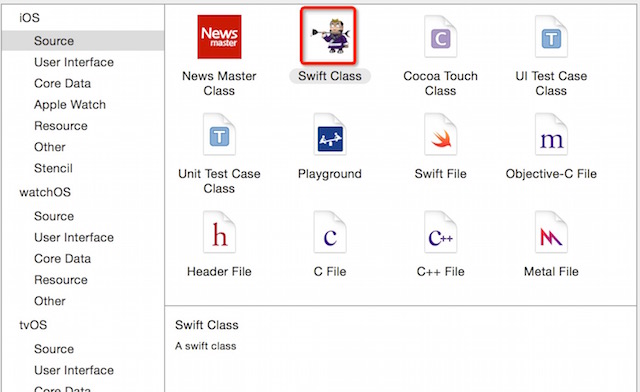 iOS
Source
User Interface
Core Data
Apple Watch
Resource
Other
Stencil
watchOS
Source
User Interface
Core Data
Resource
Other
tvOS
Source
User Interface
Core Data
News
master
News Master
Class
Swift Class
C
Cocoa Touch
Class
T
UI Test Case
Class
T
Unit Test Case
Class
Playground
Swift File
m
Objective-C File
h
Header File
c
C File
C++
C++ File
Metal File
Swift Class
A swift class